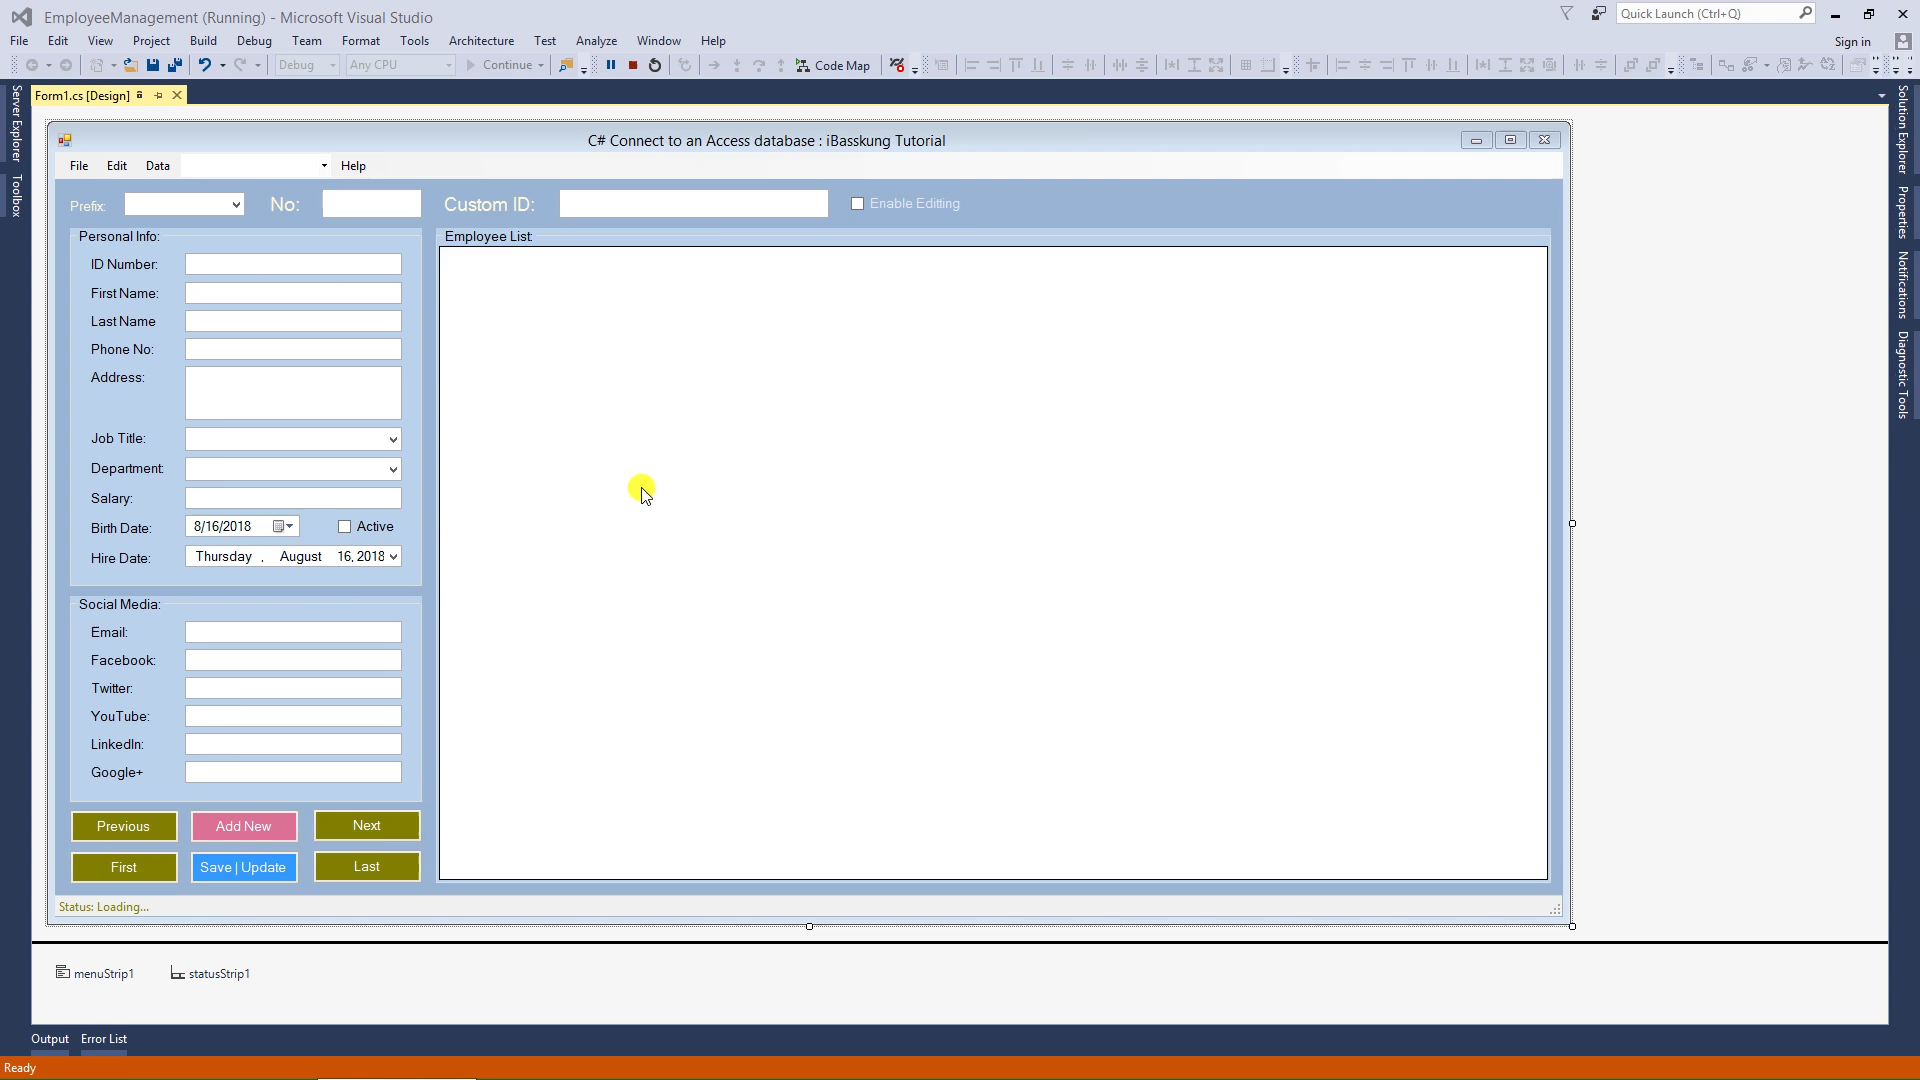 EmployeeManagement (Running) - Microsoft Visual Studio
Quick Launch (Ctrl+Q)
File Edit View Project Build Debug Team Format Tools Architecture Test Analyze Window Help
Sign in
Debug Any CPU Continue Code Map
Server Explorer
Toolbox
Form1.cs [Design]
Solution Explorer
Properties
Notifications
Diagnostic Tools
C# Connect to an Access database : iBasskung Tutorial
File Edit Data Help
Prefix: No: Custom ID: Enable Editting
Personal Info:
ID Number:
First Name:
Last Name
Phone No:
Address:
Job Title:
Department:
Salary:
Birth Date: 8/16/2018 Active
Hire Date: Thursday , August 16, 2018
Employee List:
Social Media:
Email:
Facebook:
Twitter:
YouTube:
LinkedIn:
Google+
Previous Add New Next
First Save | Update Last
Status: Loading...
menuStrip1 statusStrip1
Output Error List
Ready